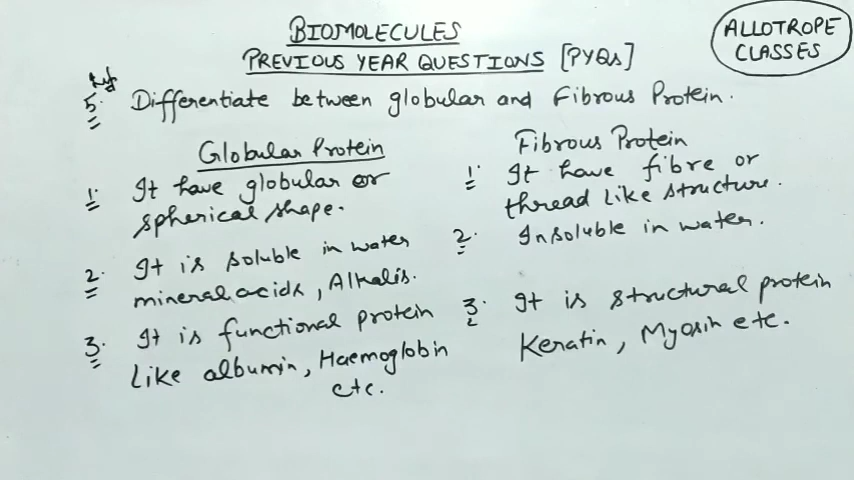 BIOMOLECULES
PREVIOUS YEAR QUESTIONS [PYQs]
ALLOTROPE
CLASSES
5. Differentiate between globular and Fibrous Protein.
Globular Protein
1. It have globular or
spherical shape.
2. It is soluble in water
mineral acids, Alkalis.
3. It is functional protein
like albumin, Haemoglobin
etc.
Fibrous Protein
1. It have fibre or
thread like structure.
2. Insoluble in water.
3. It is structural protein
Keratin, Myosin etc.